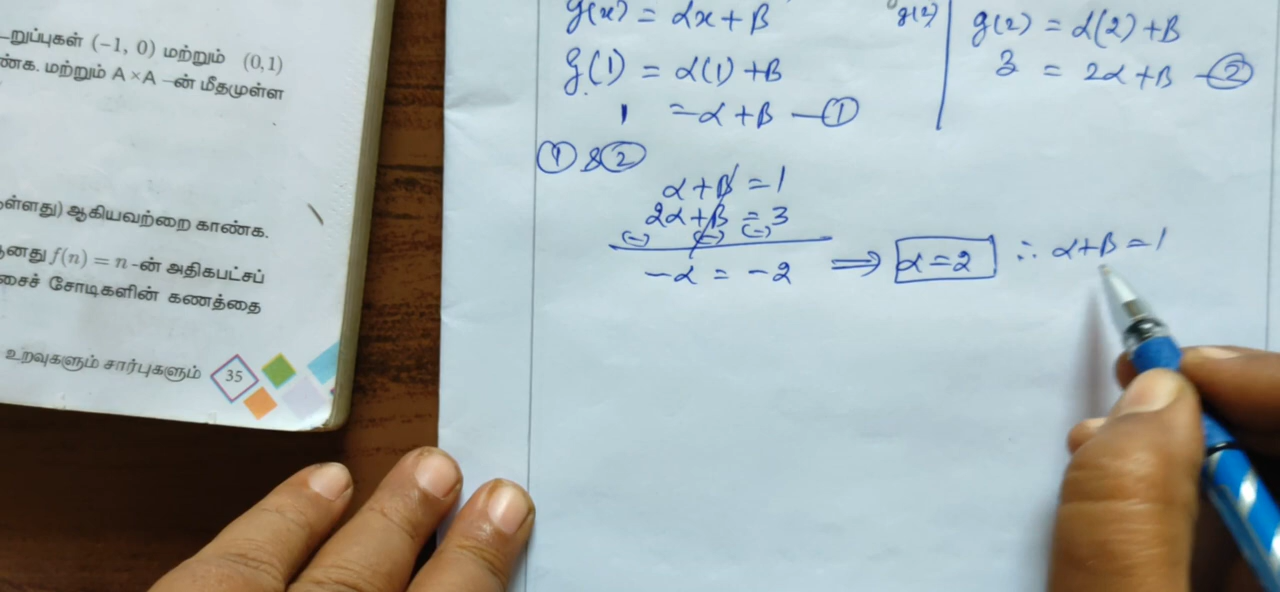 டறுப்புகள் (−1, 0) மற்றும் (0,1)
ண்க. மற்றும் A×A –ன் மீதமுள்ள
ள்ளது) ஆகியவற்றை காண்க.
னது f(n) = n -ன் அதிகபட்சப்
சைச் சோடிகளின் கணத்தை
உறவுகளும் சார்புகளும் 35
g(x) = αx + β
g(1) = α(1) + β
1 = α + β — ①
g(2)
g(2) = α(2) + β
3 = 2α + β — ②
① & ②
α + β = 1
2α + β = 3
(−) (−) (−)
−α = −2 ⟹ α = 2 ∴ α + β = 1